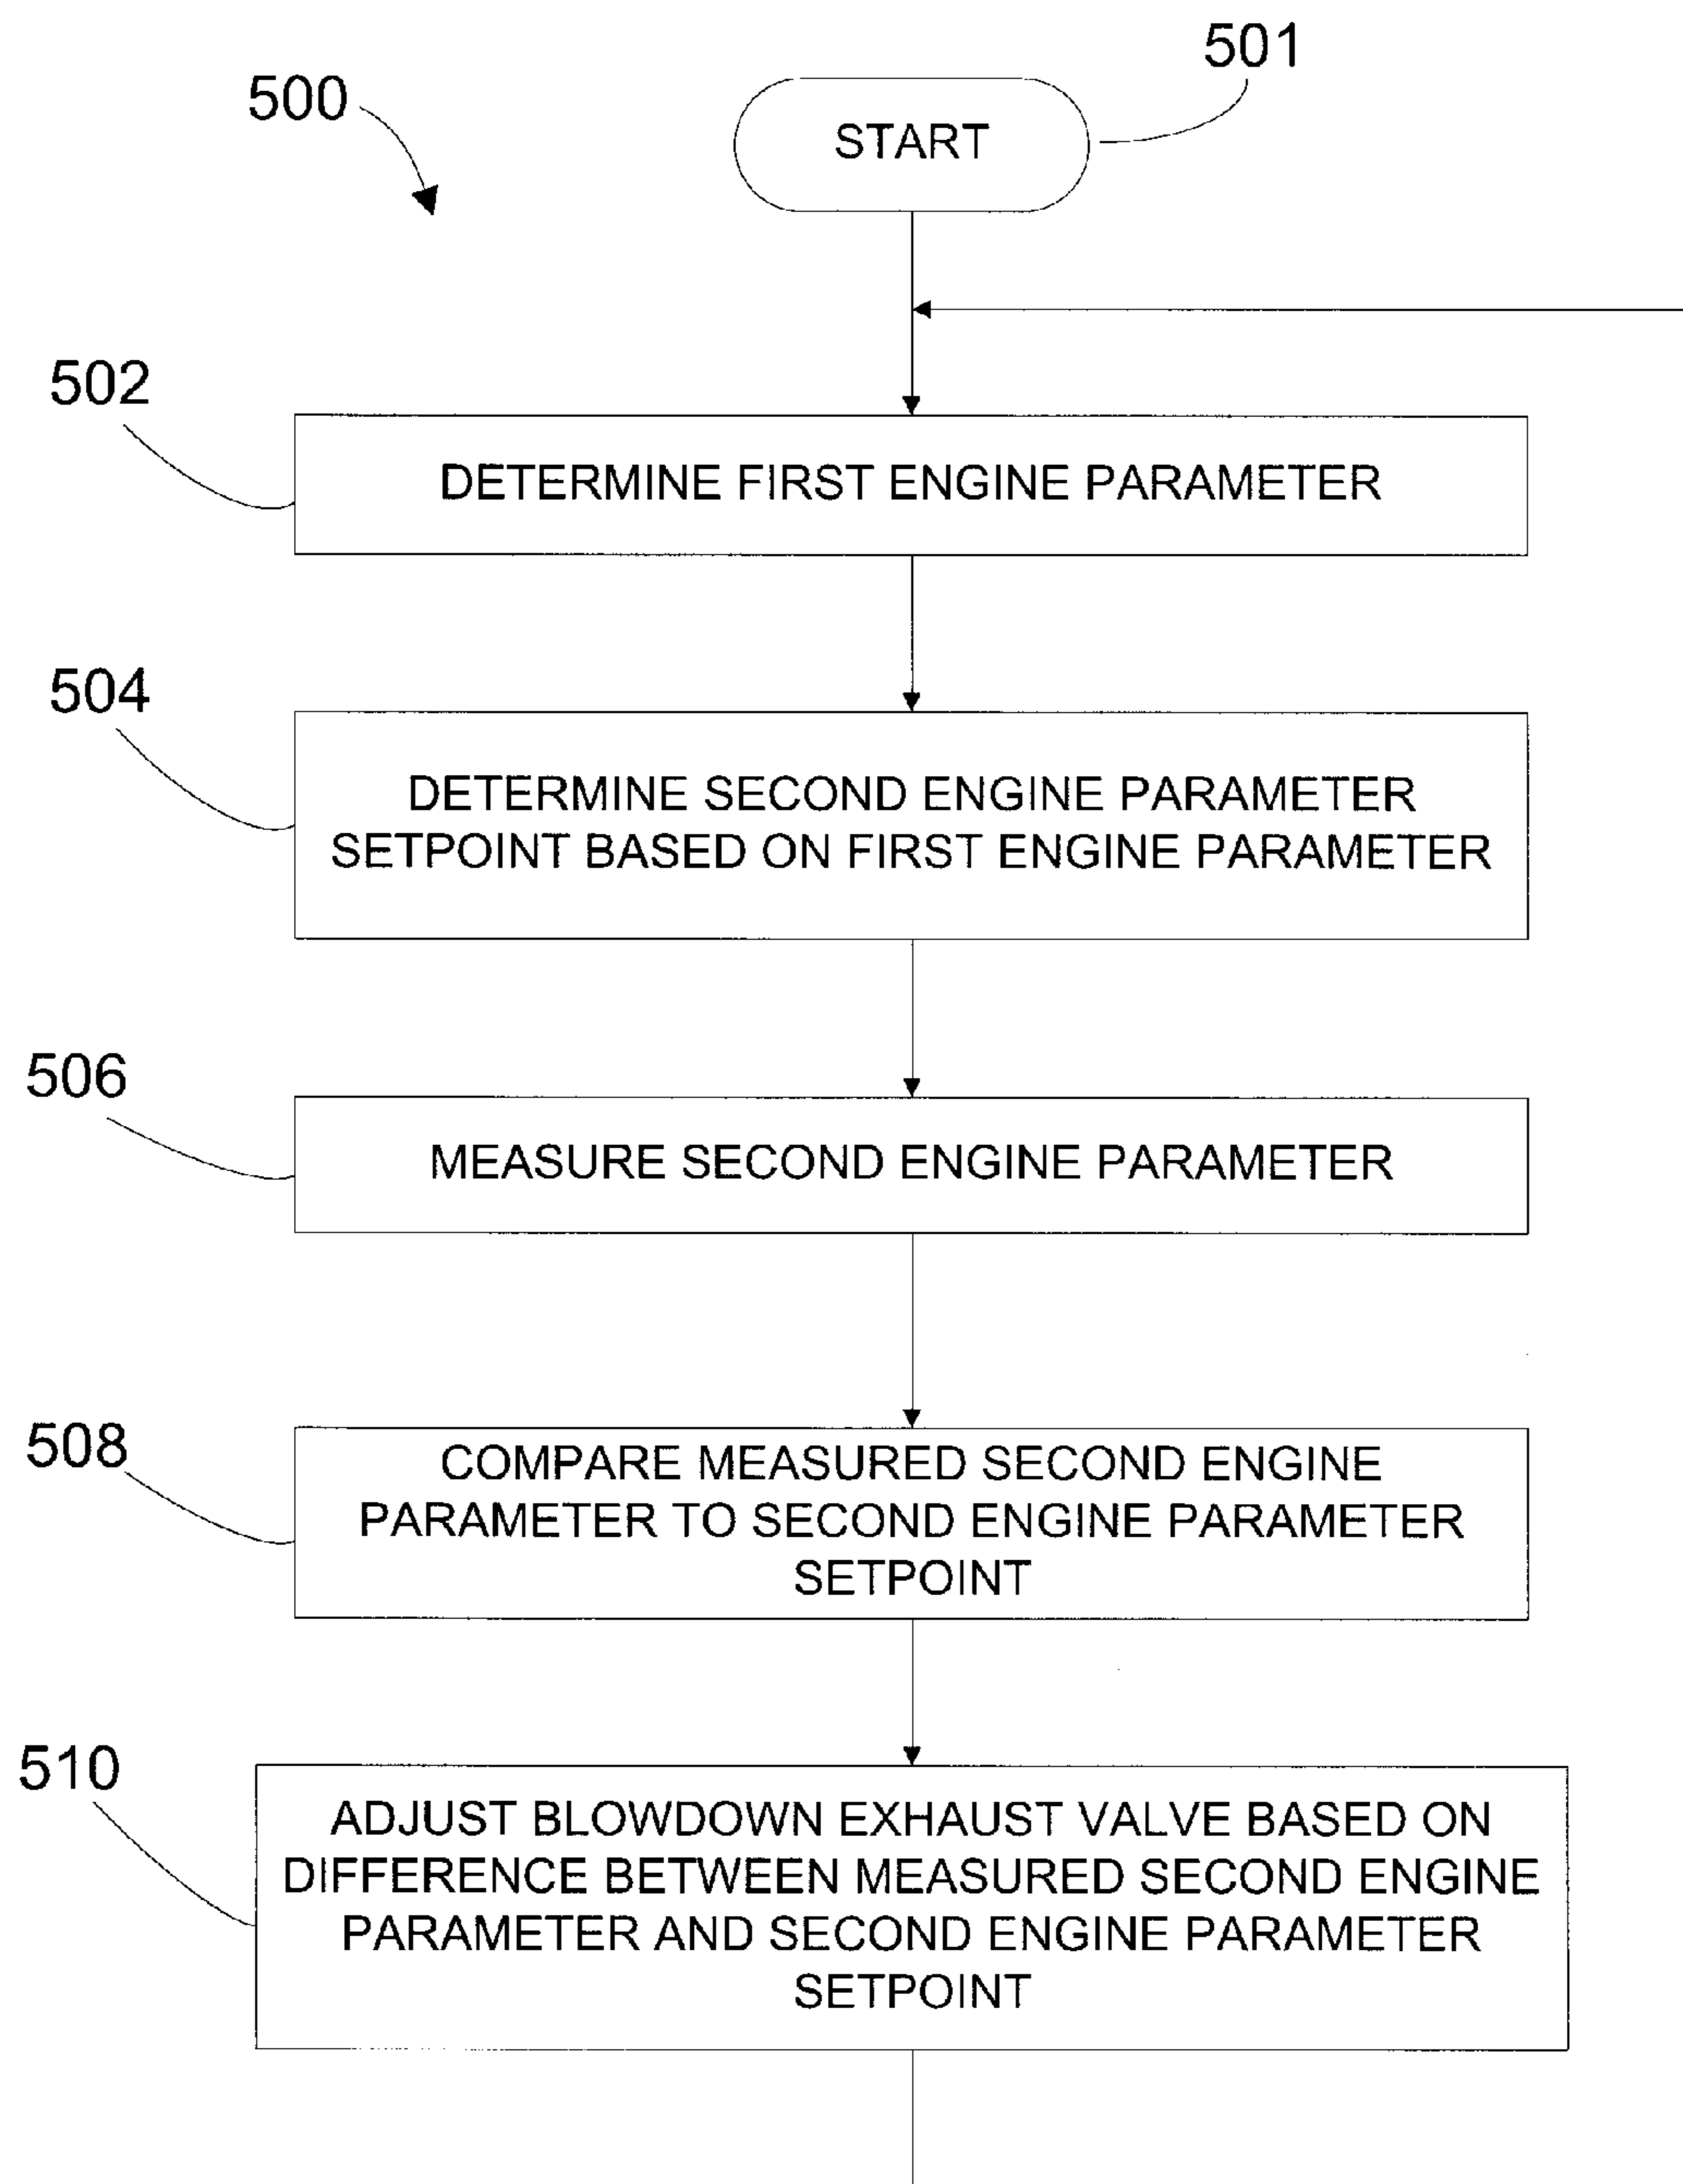 501
500
START
502
DETERMINE FIRST ENGINE PARAMETER
504
DETERMINE SECOND ENGINE PARAMETER
SETPOINT BASED ON FIRST ENGINE PARAMETER
506
MEASURE SECOND ENGINE PARAMETER
508
COMPARE MEASURED SECOND ENGINE
PARAMETER TO SECOND ENGINE PARAMETER
SETPOINT
510
ADJUST BLOWDOWN EXHAUST VALVE BASED ON
DIFFERENCE BETWEEN MEASURED SECOND ENGINE
PARAMETER AND SECOND ENGINE PARAMETER
SETPOINT